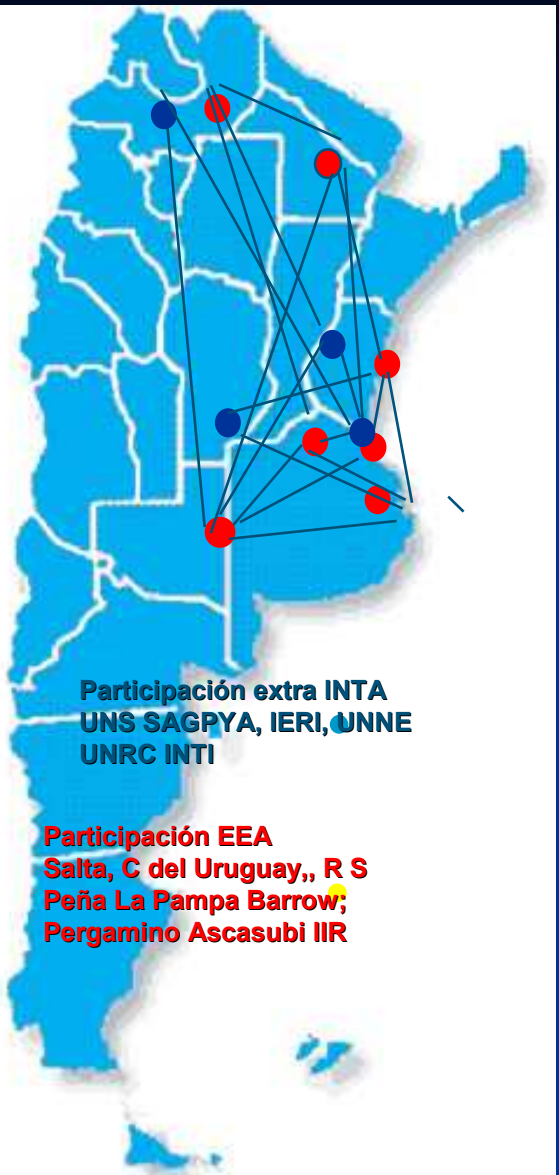 Participación extra INTA
UNS SAGPYA, IERI, UNNE
UNRC INTI
Participación EEA
Salta, C del Uruguay,, R S
Peña La Pampa Barrow;
Pergamino Ascasubi IIR